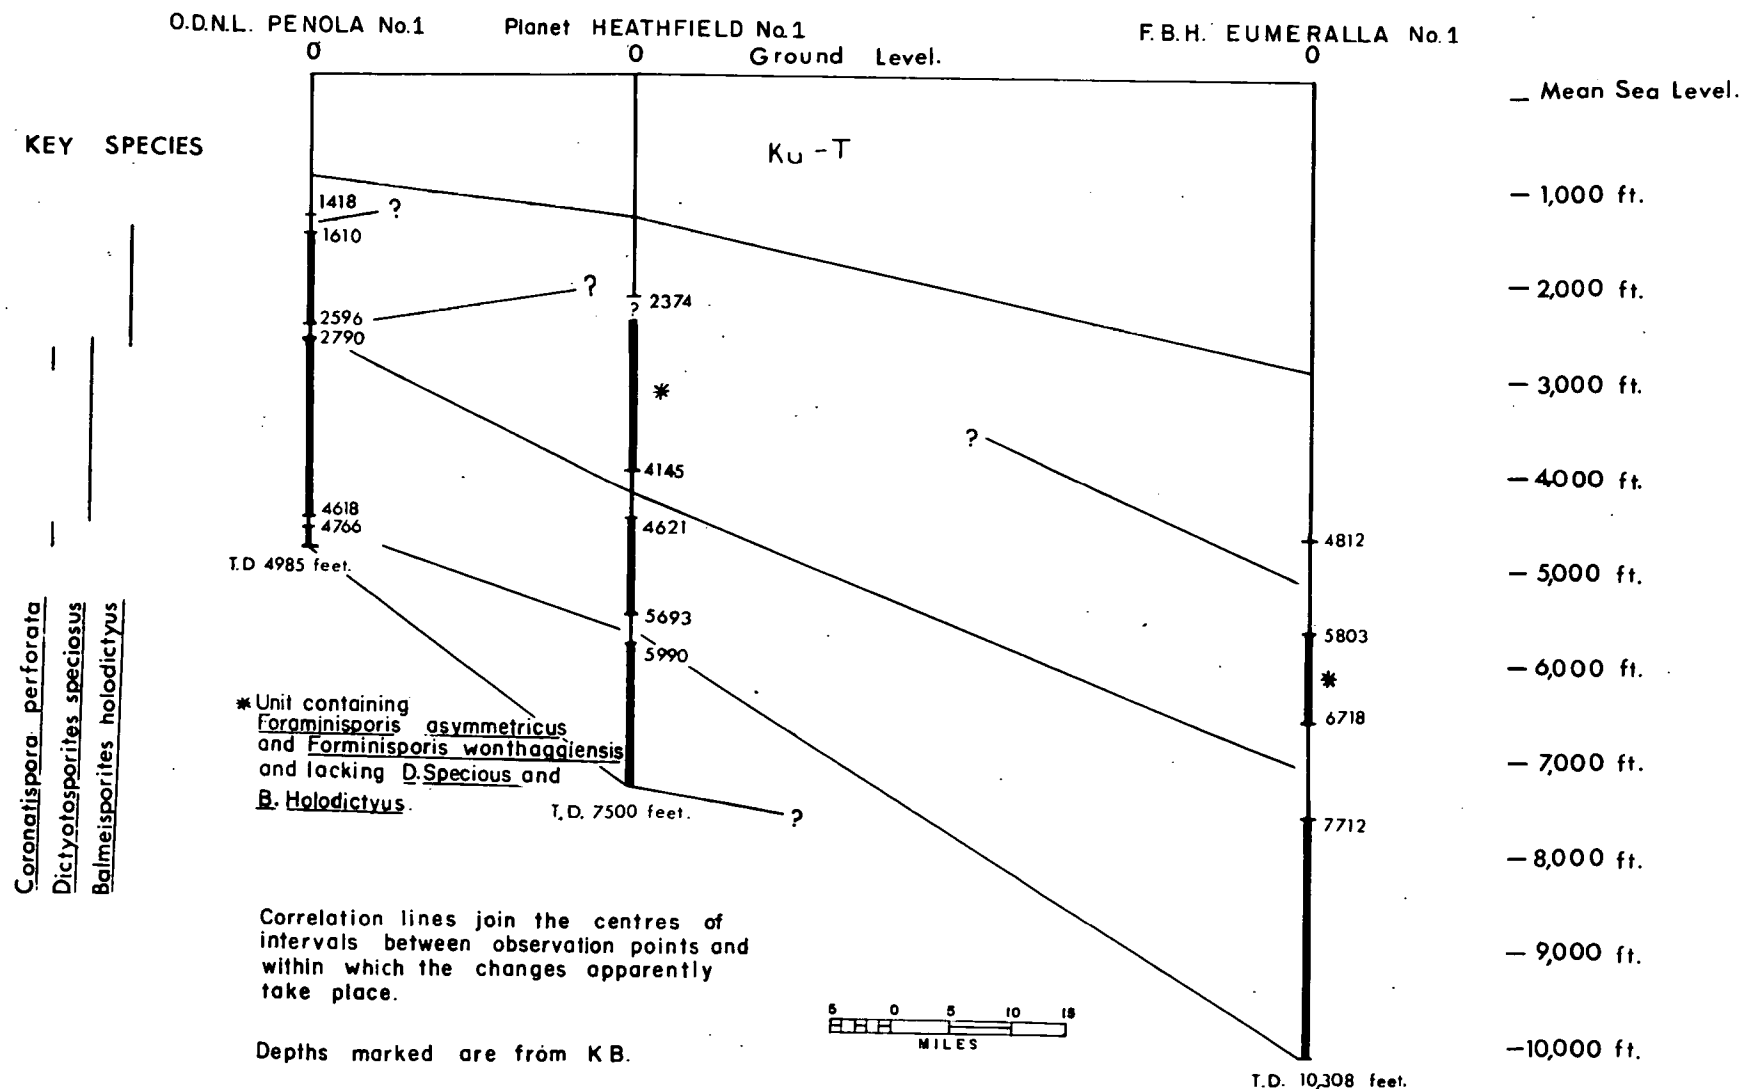 O.D.N.L. PENOLA No.1
Planet HEATHFIELD No.1
F.B.H. EUMERALLA No.1
0
0
0
Ground Level.
— Mean Sea Level.
KEY SPECIES
Ku -T
— 1,000 ft.
1418
?
1610
— 2,000 ft.
?
2374
?
2596
2790
— 3,000 ft.
*
?
4145
— 4000 ft.
4618
4766
4621
4812
T.D 4985 feet.
— 5,000 ft.
5693
5803
5990
— 6,000 ft.
*
6718
— 7,000 ft.
Coronatispora perforata
Dictyotosporites speciosus
Balmeisporites holodictyus
* Unit containing
Foraminisporis asymmetricus
and Forminisporis wonthaggiensis
and lacking D.Specious and
B. Holodictyus.
T.D. 7500 feet.
?
7712
— 8,000 ft.
Correlation lines join the centres of
intervals between observation points and
within which the changes apparently
take place.
— 9,000 ft.
5 0 5 10 15
MILES
Depths marked are from KB.
—10,000 ft.
T.D. 10,308 feet.